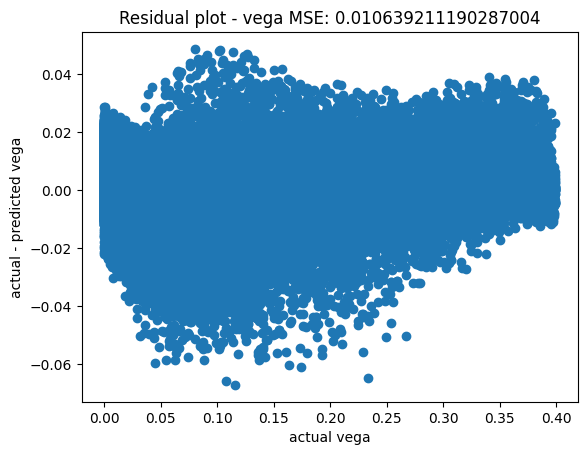 Residual plot - vega MSE: 0.010639211190287004
actual - predicted vega
0.04
0.02
0.00
−0.02
−0.04
−0.06
0.00 0.05 0.10 0.15 0.20 0.25 0.30 0.35 0.40
actual vega